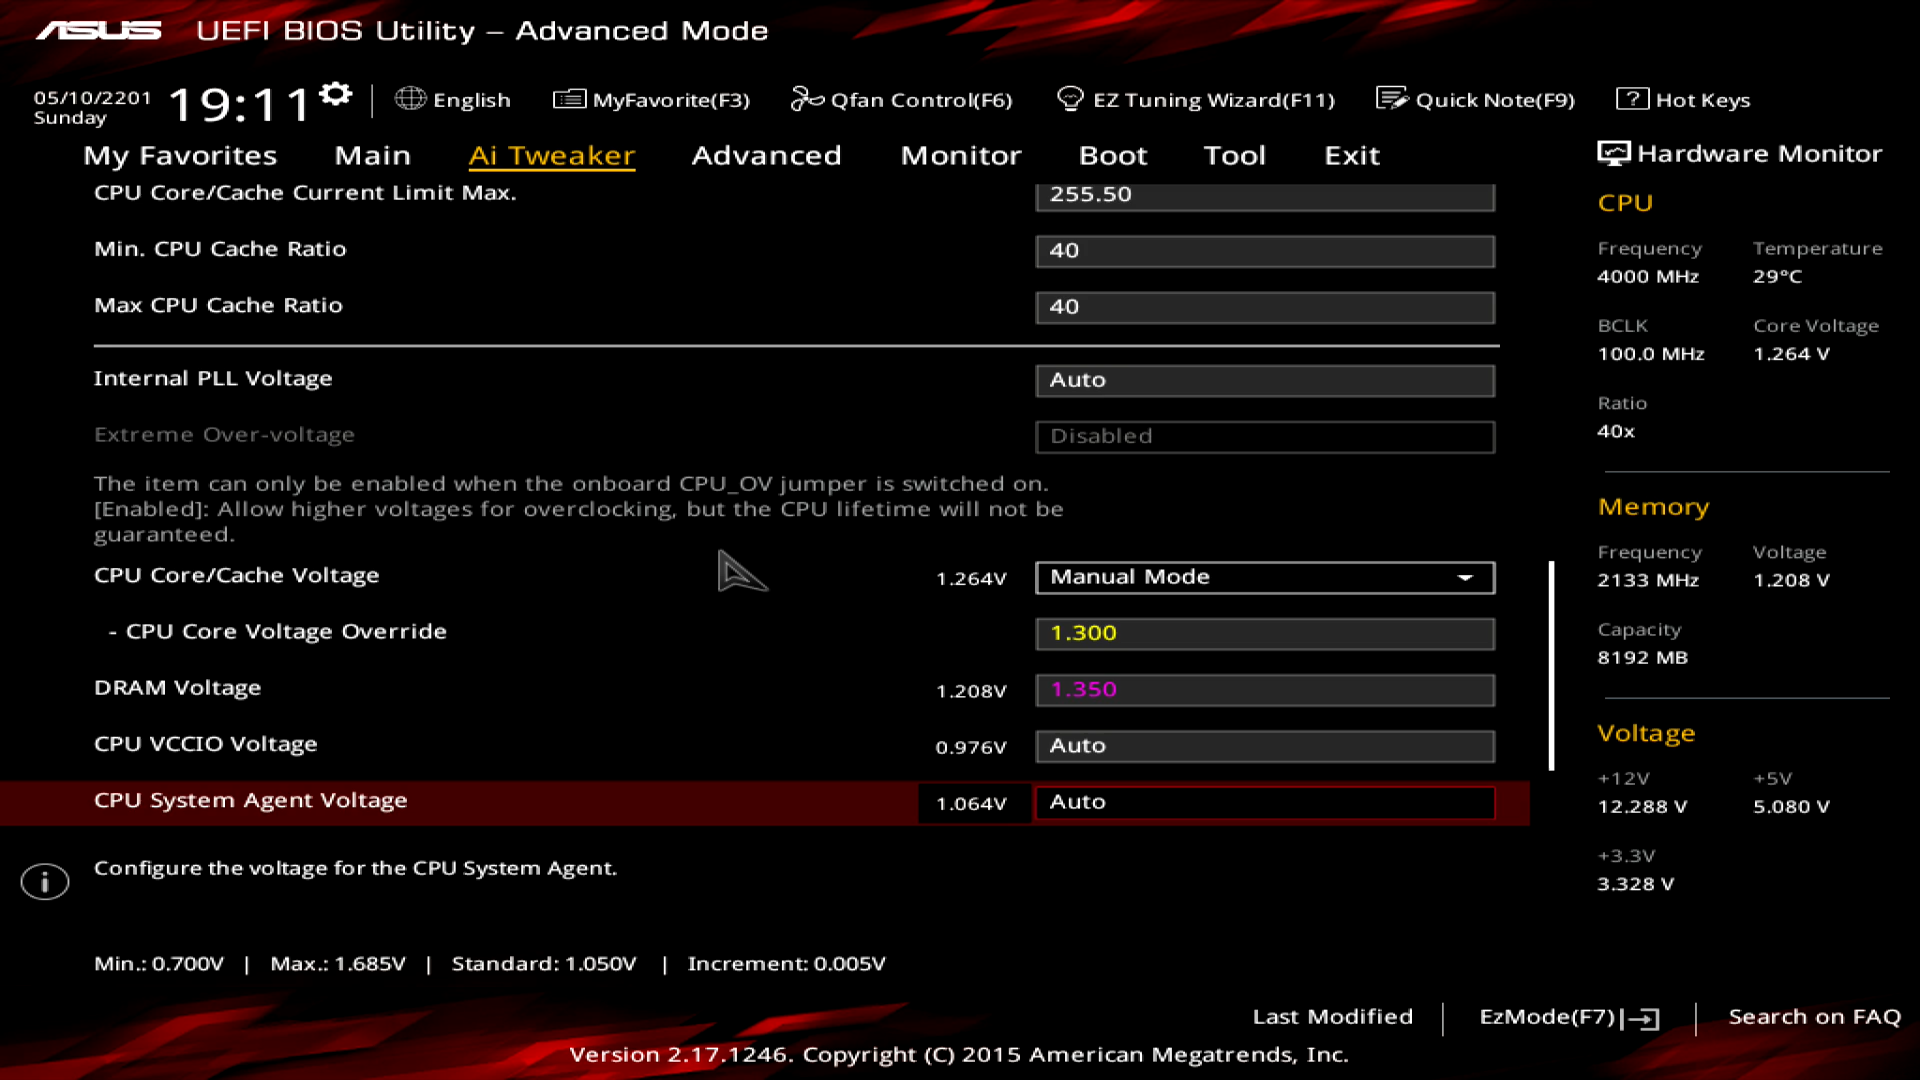 ASUS UEFI BIOS Utility – Advanced Mode
05/10/2201
Sunday
19:11
English
MyFavorite(F3)
Qfan Control(F6)
EZ Tuning Wizard(F11)
Quick Note(F9)
? Hot Keys
My Favorites
Main
Ai Tweaker
Advanced
Monitor
Boot
Tool
Exit
CPU Core/Cache Current Limit Max. 255.50
Min. CPU Cache Ratio 40
Max CPU Cache Ratio 40
Internal PLL Voltage Auto
Extreme Over-voltage Disabled
The item can only be enabled when the onboard CPU_OV jumper is switched on.
[Enabled]: Allow higher voltages for overclocking, but the CPU lifetime will not be
guaranteed.
CPU Core/Cache Voltage 1.264V Manual Mode
- CPU Core Voltage Override 1.300
DRAM Voltage 1.208V 1.350
CPU VCCIO Voltage 0.976V Auto
CPU System Agent Voltage 1.064V Auto
i Configure the voltage for the CPU System Agent.
Min.: 0.700V | Max.: 1.685V | Standard: 1.050V | Increment: 0.005V
Hardware Monitor
CPU
Frequency Temperature
4000 MHz 29°C
BCLK Core Voltage
100.0 MHz 1.264 V
Ratio
40x
Memory
Frequency Voltage
2133 MHz 1.208 V
Capacity
8192 MB
Voltage
+12V +5V
12.288 V 5.080 V
+3.3V
3.328 V
Last Modified
EzMode(F7)
Search on FAQ
Version 2.17.1246. Copyright (C) 2015 American Megatrends, Inc.